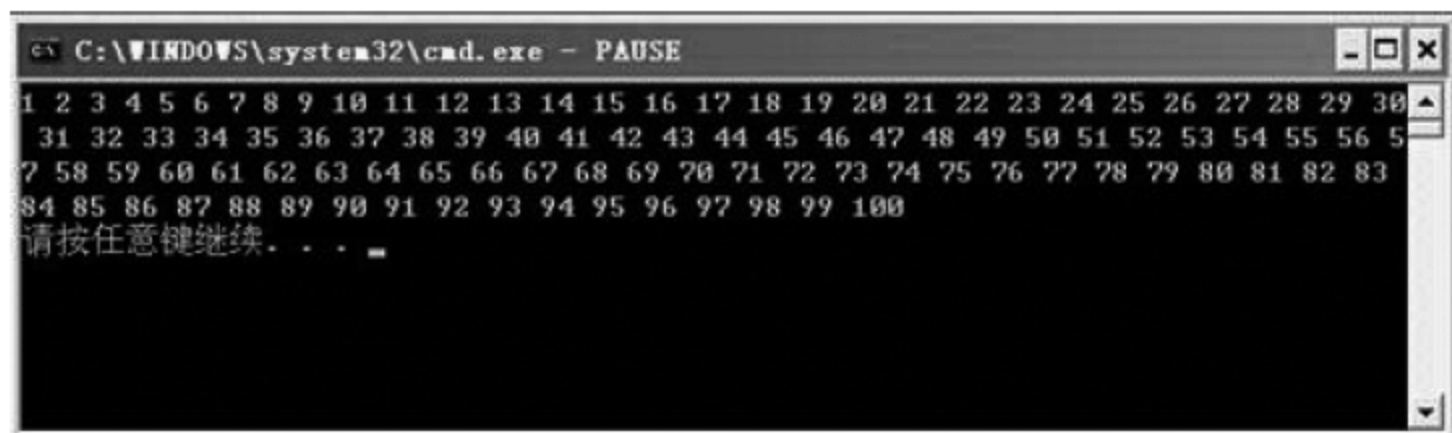 C:\WINDOWS\system32\cmd.exe - PAUSE
1 2 3 4 5 6 7 8 9 10 11 12 13 14 15 16 17 18 19 20 21 22 23 24 25 26 27 28 29 30
31 32 33 34 35 36 37 38 39 40 41 42 43 44 45 46 47 48 49 50 51 52 53 54 55 56 5
7 58 59 60 61 62 63 64 65 66 67 68 69 70 71 72 73 74 75 76 77 78 79 80 81 82 83
84 85 86 87 88 89 90 91 92 93 94 95 96 97 98 99 100
请按任意键继续. . .